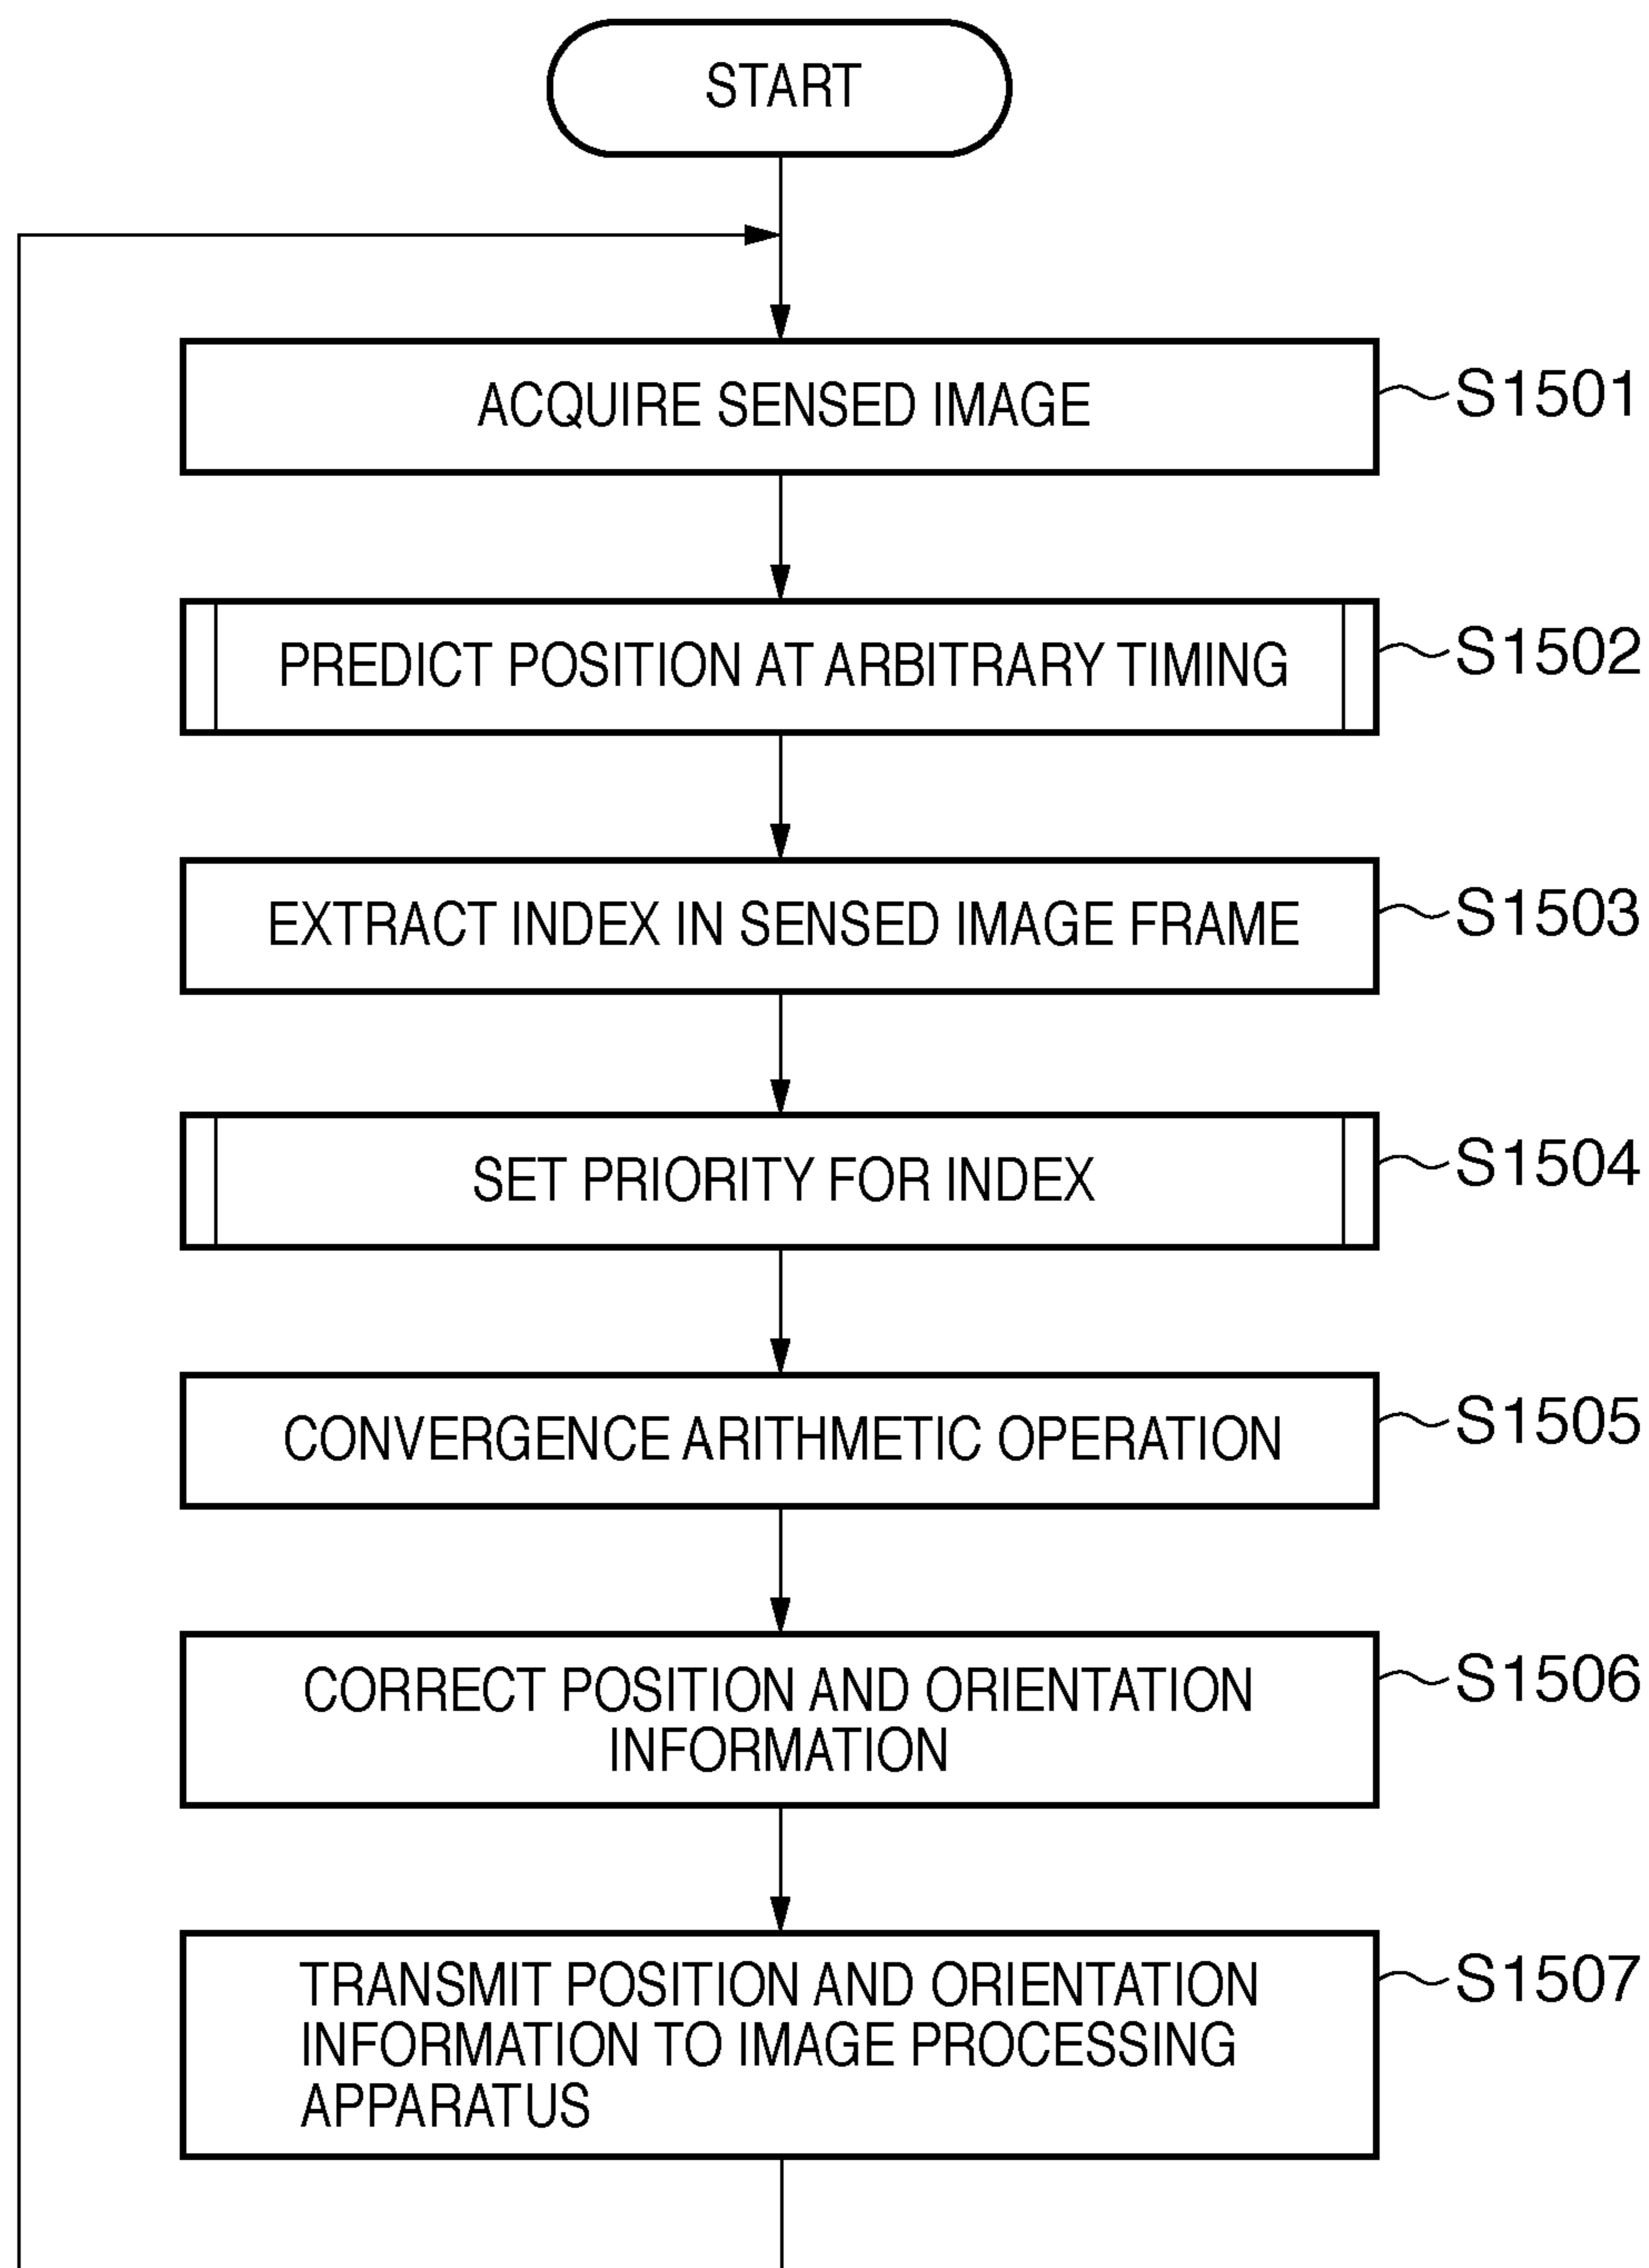 START
ACQUIRE SENSED IMAGE
S1501
PREDICT POSITION AT ARBITRARY TIMING
S1502
EXTRACT INDEX IN SENSED IMAGE FRAME
S1503
SET PRIORITY FOR INDEX
S1504
CONVERGENCE ARITHMETIC OPERATION
S1505
CORRECT POSITION AND ORIENTATION
INFORMATION
S1506
TRANSMIT POSITION AND ORIENTATION
INFORMATION TO IMAGE PROCESSING
APPARATUS
S1507